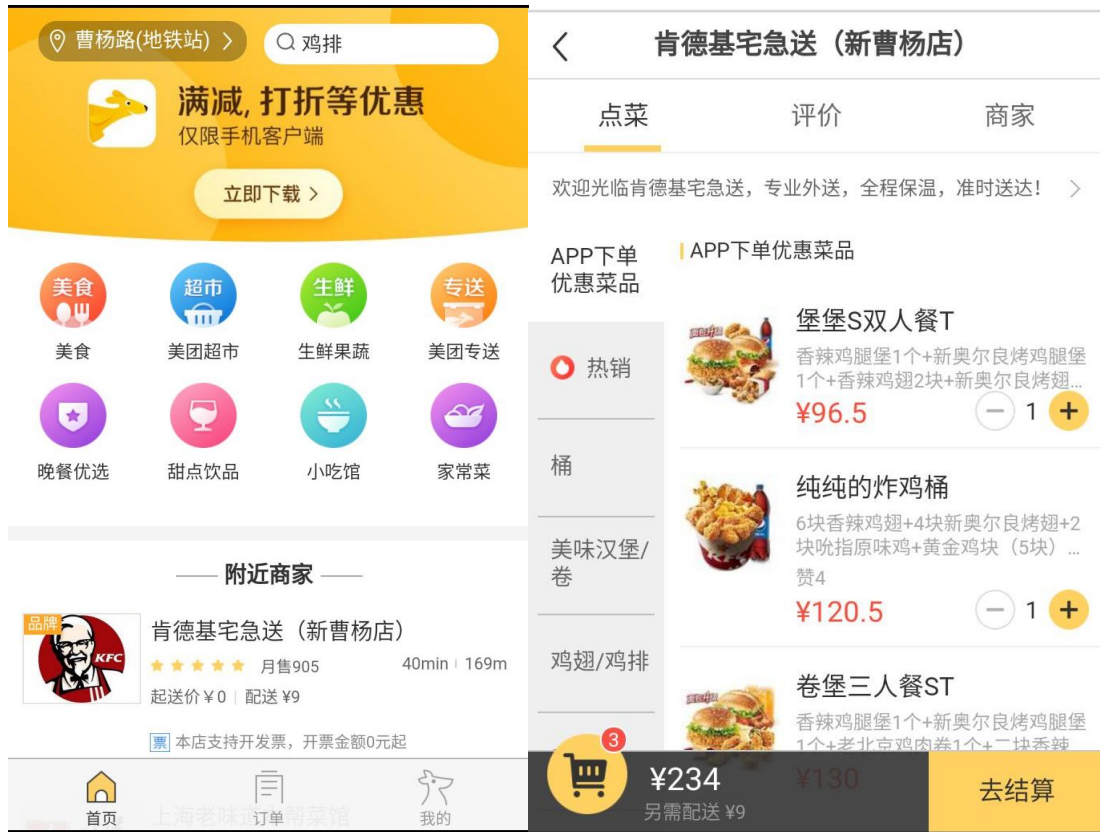 曹杨路(地铁站)
鸡排
满减, 打折等优惠
仅限手机客户端
立即下载
美食
超市
生鲜
专送
美食
美团超市
生鲜果蔬
美团专送
晚餐优选
甜点饮品
小吃馆
家常菜
附近商家
品牌
KFC
肯德基宅急送（新曹杨店）
月售905
40min
169m
起送价￥0
配送 ¥9
票 本店支持开发票，开票金额0元起
首页
订单
我的
肯德基宅急送（新曹杨店）
点菜
评价
商家
欢迎光临肯德基宅急送，专业外送，全程保温，准时送达！
APP下单
优惠菜品
热销
桶
美味汉堡/
卷
鸡翅/鸡排
APP下单优惠菜品
堡堡S双人餐T
香辣鸡腿堡1个+新奥尔良烤鸡腿堡
1个+香辣鸡翅2块+新奥尔良烤翅...
¥96.5
1
纯纯的炸鸡桶
6块香辣鸡翅+4块新奥尔良烤翅+2
块吮指原味鸡+黄金鸡块（5块）...
赞4
¥120.5
1
卷堡三人餐ST
香辣鸡腿堡1个+新奥尔良烤鸡腿堡
1个+老北京鸡肉卷1个+二块香辣
¥130
3
¥234
另需配送 ¥9
去结算